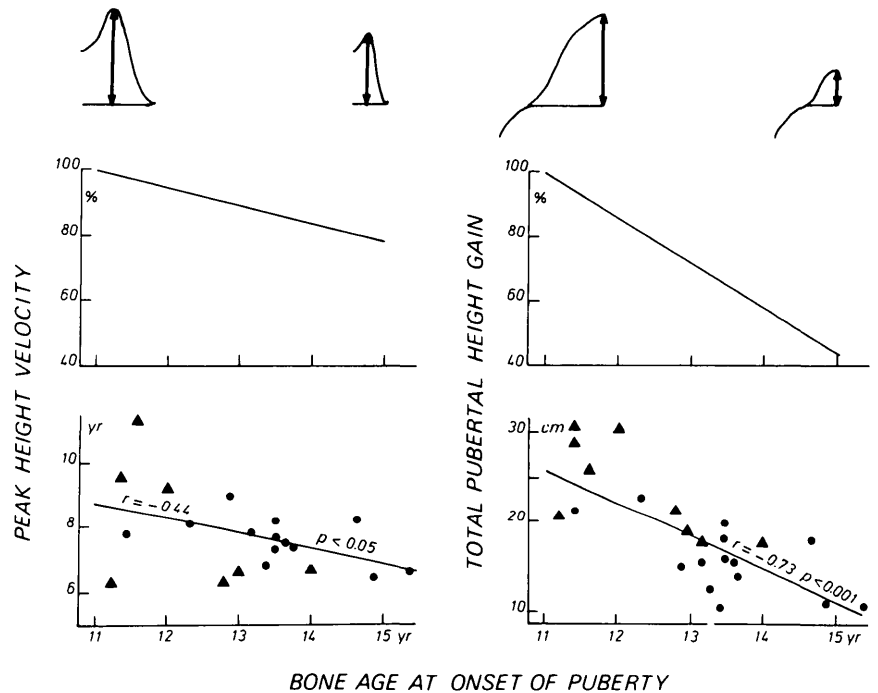 PEAK HEIGHT VELOCITY
100
%
80
60
40
yr
10
8
6
r = -0.44
p < 0.05
11 12 13 14 15 yr
TOTAL PUBERTAL HEIGHT GAIN
100
%
80
60
40
30 cm
20
10
r = -0.73 p<0.001
11 12 13 14 15 yr
BONE AGE AT ONSET OF PUBERTY